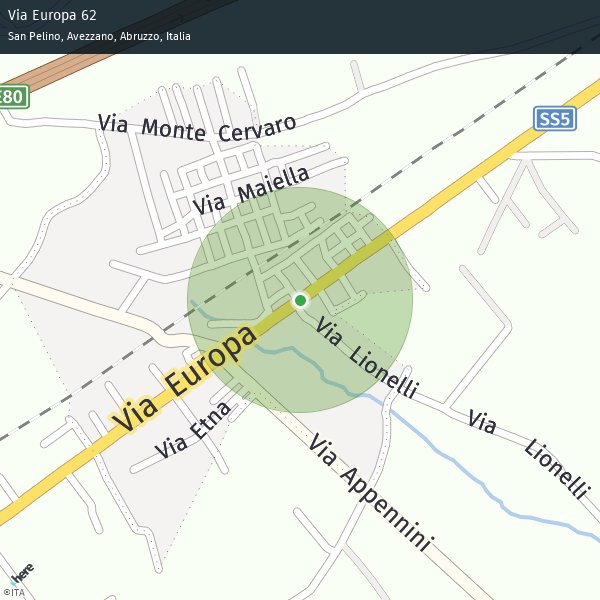 Via Europa 62
San Pelino, Avezzano, Abruzzo, Italia
E80
SS5
Via Monte Cervaro
Via Maiella
Via Europa
Via Lionelli
Via Etna
Via Lionelli
Via Appennini
here
©ITA